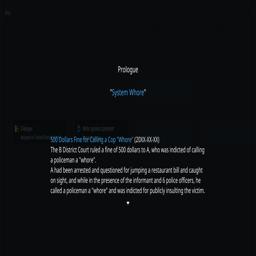 Prologue
"System Whore"
500 Dollars Fine for Calling a Cop "Whore" (20XX-XX-XX)
The B District Court ruled a fine of 500 dollars to A, who was indicted of calling
a policeman a "whore".
A had been arrested and questioned for jumping a restaurant bill and caught
on sight, and while in the presence of the informant and 6 police officers, he
called a policeman a "whore" and was indicted for publicly insulting the victim.